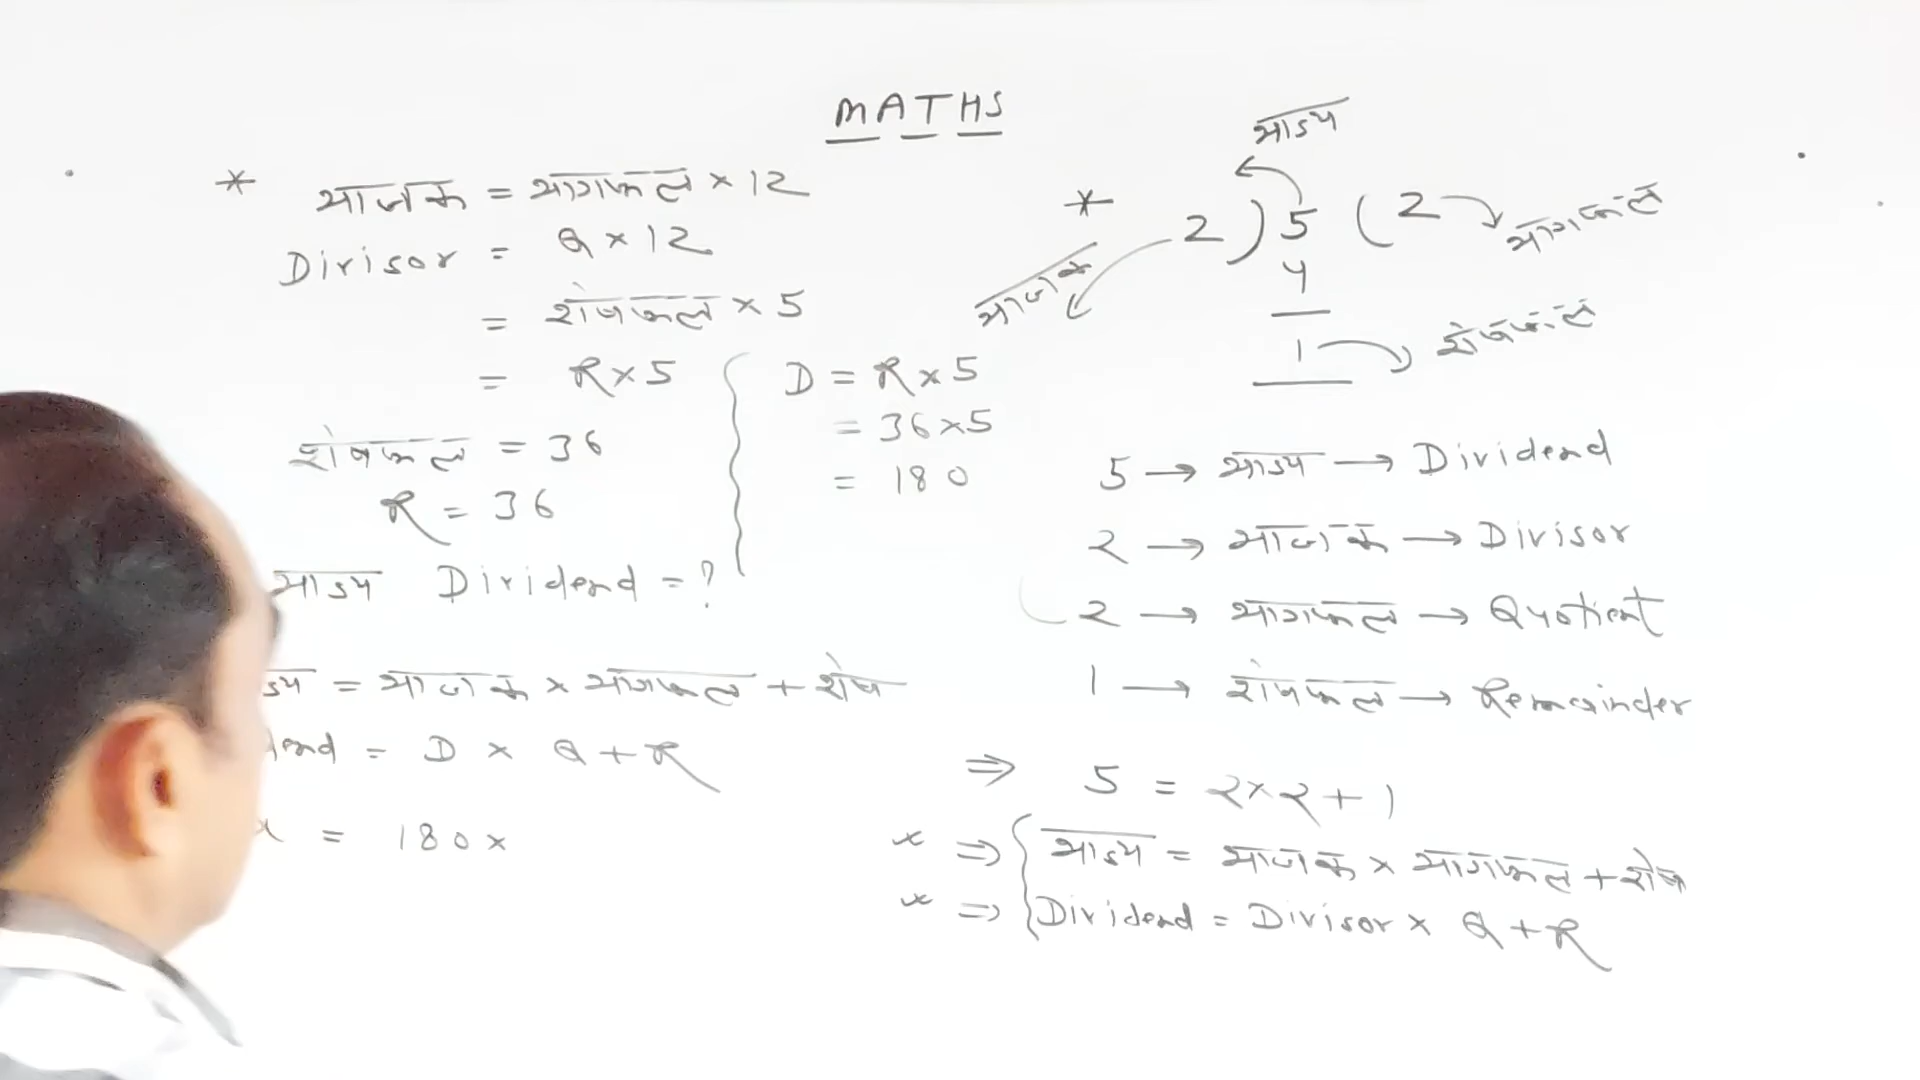 MATHS
* भाजक = भागफल × 12
Divisor = Q × 12
= शेषफल × 5
= R × 5
शेषफल = 36
R = 36
भाज्य Dividend = ?
D = R × 5
= 36 × 5
= 180
ज्य = भाजक × भागफल + शेष
dend = D × Q + R
= 180 ×
भाज्य
* 2 ) 5 ( 2 भागफल
भाजक
4
1 शेषफल
5 → भाज्य → Dividend
2 → भाजक → Divisor
2 → भागफल → Quotient
1 → शेषफल → Remainder
⇒ 5 = 2 × 2 + 1
× ⇒ { भाज्य = भाजक × भागफल + शेष
× ⇒ { Dividend = Divisor × Q + R